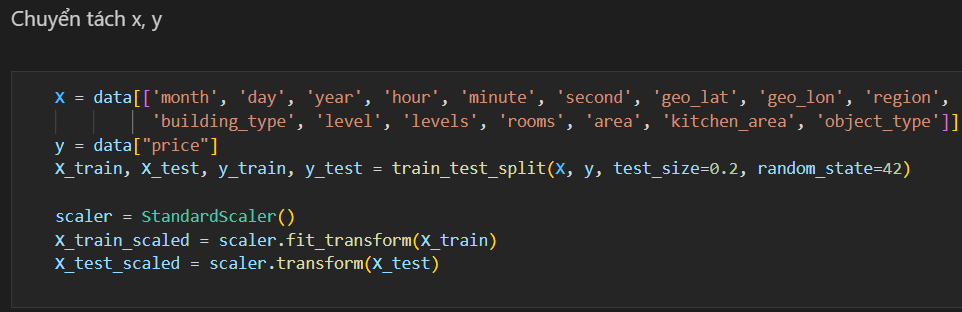 Chuyển tách x, y
X = data[['month', 'day', 'year', 'hour', 'minute', 'second', 'geo_lat', 'geo_lon', 'region',
'building_type', 'level', 'levels', 'rooms', 'area', 'kitchen_area', 'object_type']]
y = data["price"]
X_train, X_test, y_train, y_test = train_test_split(X, y, test_size=0.2, random_state=42)
scaler = StandardScaler()
X_train_scaled = scaler.fit_transform(X_train)
X_test_scaled = scaler.transform(X_test)